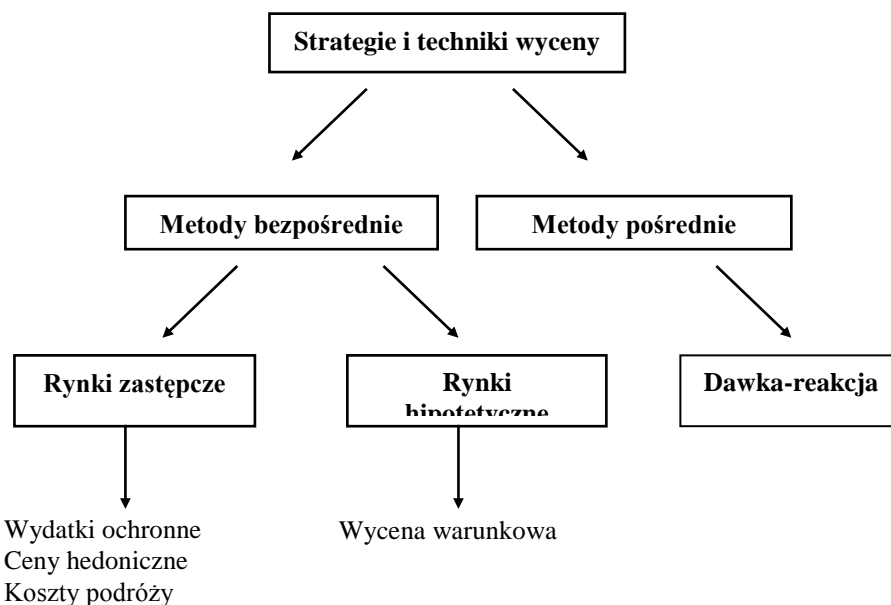 Strategie i techniki wyceny
Metody bezpośrednie
Metody pośrednie
Rynki zastępcze
Rynki
hipotetyczne
Dawka-reakcja
Wydatki ochronne
Ceny hedoniczne
Koszty podróży
Wycena warunkowa